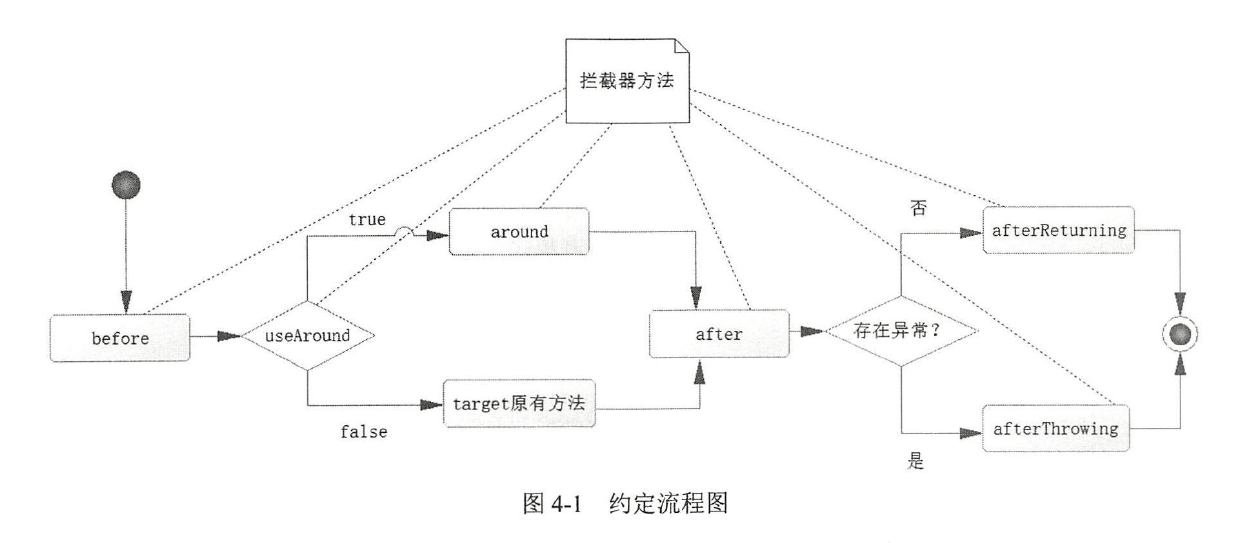 拦截器方法
true
around
否
afterReturning
before
useAround
after
存在异常?
target原有方法
false
afterThrowing
是
图 4-1 约定流程图